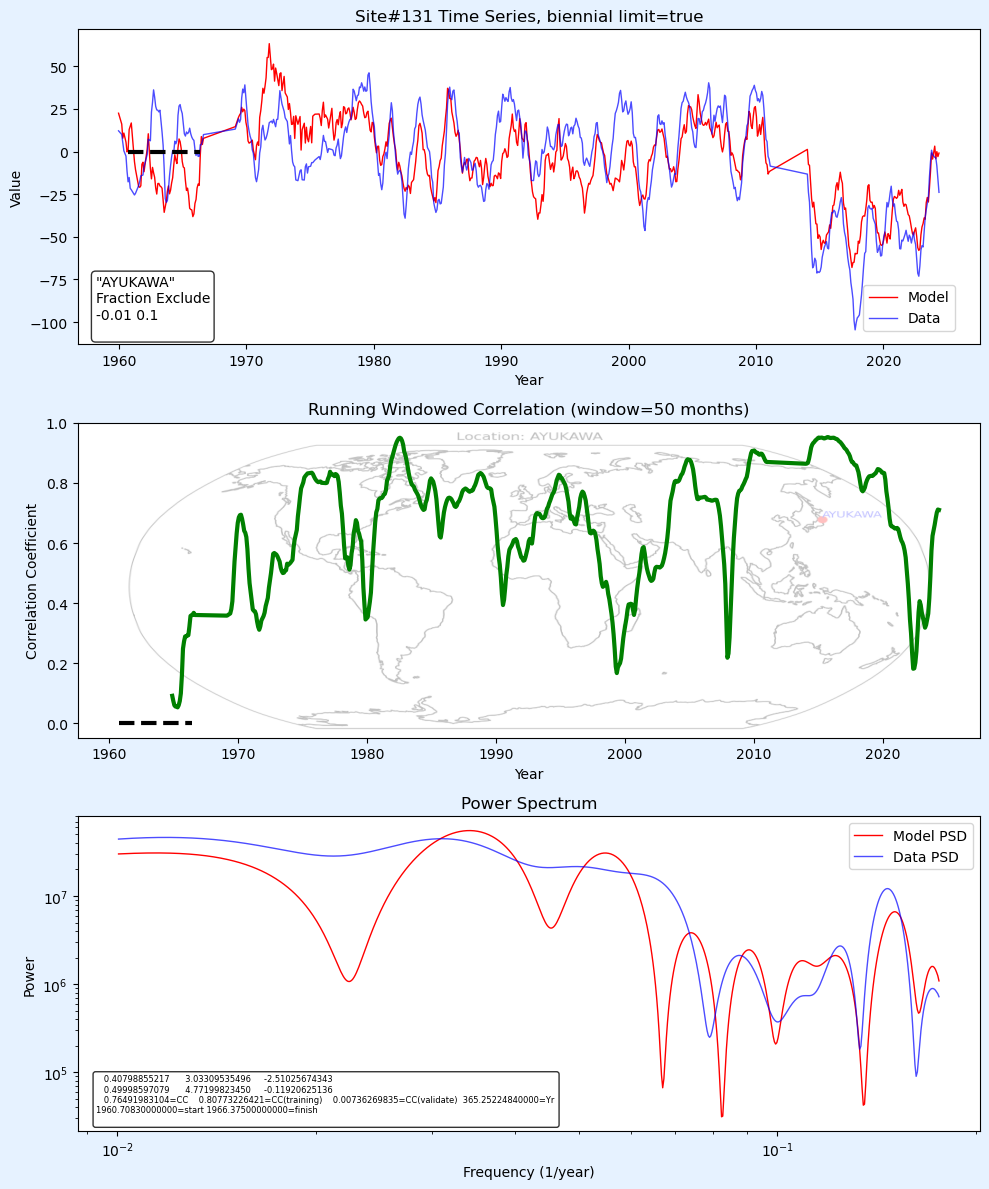 Site#131 Time Series, biennial limit=true
50
25
0
−25
−50
−75
−100
Value
"AYUKAWA"
Fraction Exclude
-0.01 0.1
Model
Data
1960 1970 1980 1990 2000 2010 2020
Year
Running Windowed Correlation (window=50 months)
Location: AYUKAWA
AYUKAWA
1.0
0.8
0.6
0.4
0.2
0.0
Correlation Coefficient
1960 1970 1980 1990 2000 2010 2020
Year
Power Spectrum
Model PSD
Data PSD
10^7
10^6
10^5
Power
0.40798855217 3.03309535496 -2.51025674343
0.49998597079 4.77199823450 -0.11920625136
0.76491983104=CC 0.80773226421=CC(training) 0.00736269835=CC(validate) 365.25224840000=Yr
1960.70830000000=start 1966.37500000000=finish
10^−2 10^−1
Frequency (1/year)